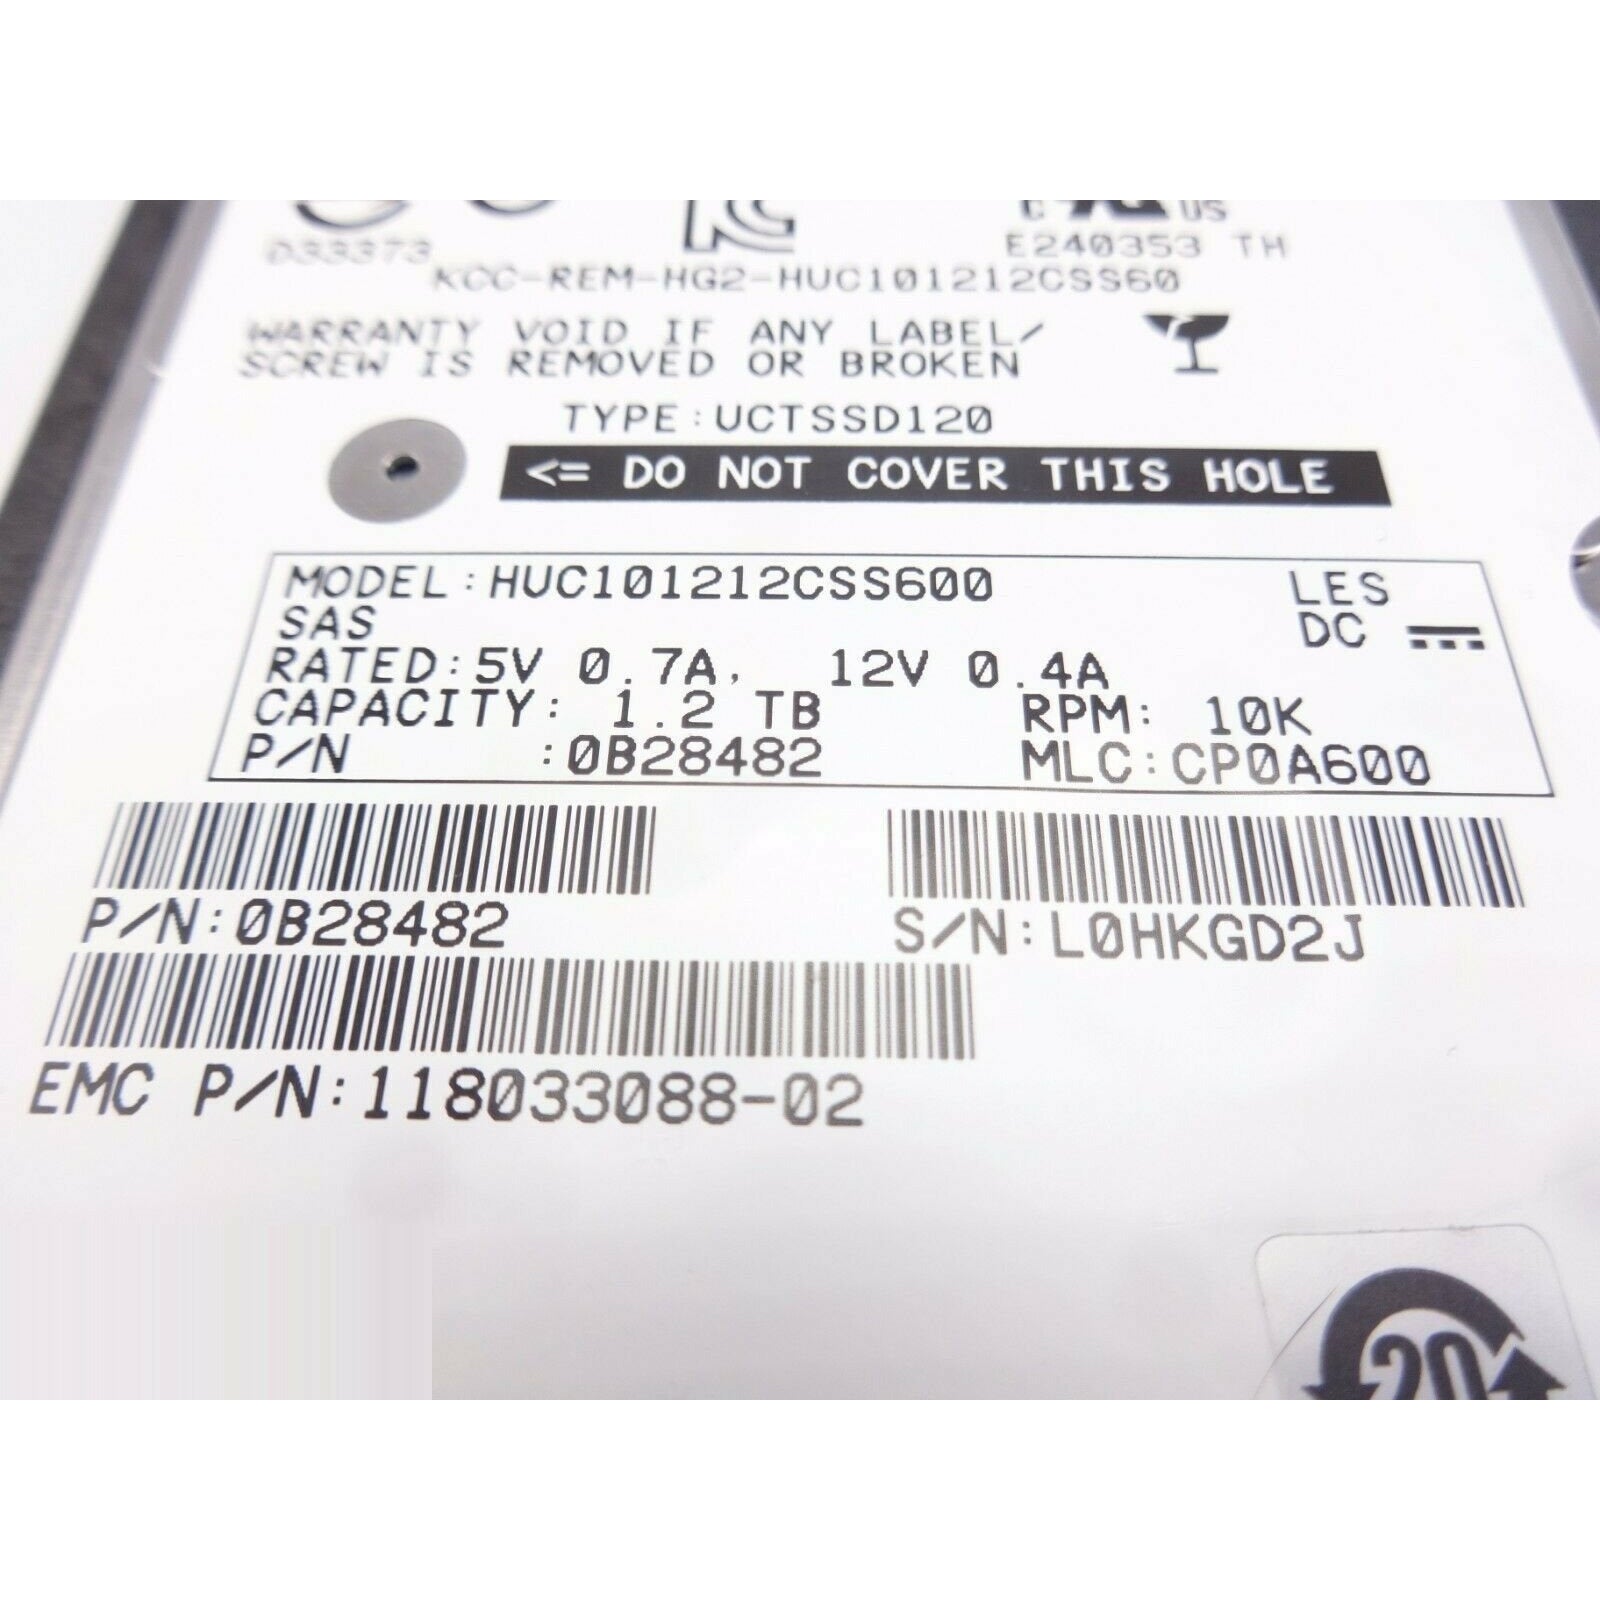 C US
D33373
E240353 TH
KCC-REM-HG2-HUC101212CSS60
WARRANTY VOID IF ANY LABEL/
SCREW IS REMOVED OR BROKEN
TYPE:UCTSSD120
<= DO NOT COVER THIS HOLE
MODEL:HUC101212CSS600 LES
SAS DC
RATED:5V 0.7A, 12V 0.4A
CAPACITY: 1.2 TB RPM: 10K
P/N :0B28482 MLC:CP0A600
P/N:0B28482 S/N:L0HKGD2J
EMC P/N:118033088-02
20